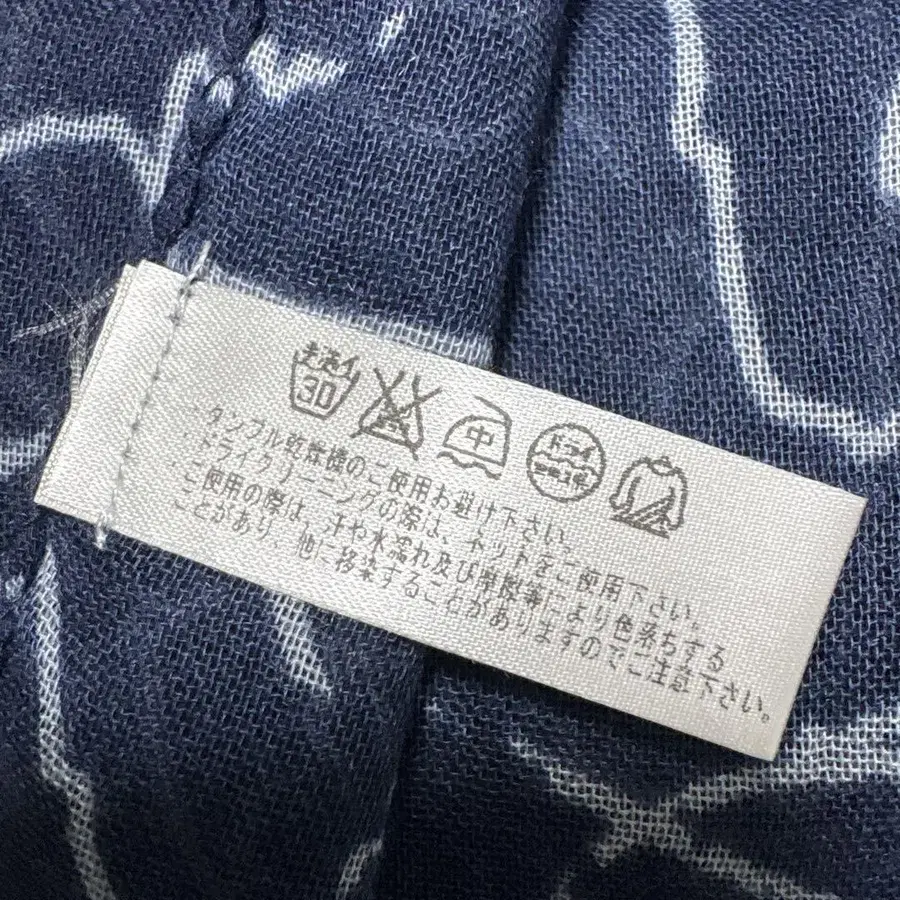 手洗イ
30
中
ドライ
・タンブル乾燥機のご使用お避け下さい。
・ドライクリーニングの際は、ネットをご使用下さい。
・ご使用の際は、汗や水濡れ及び摩擦等により色落ちする
ことがあり、他に移染することがありますのでご注意下さい。